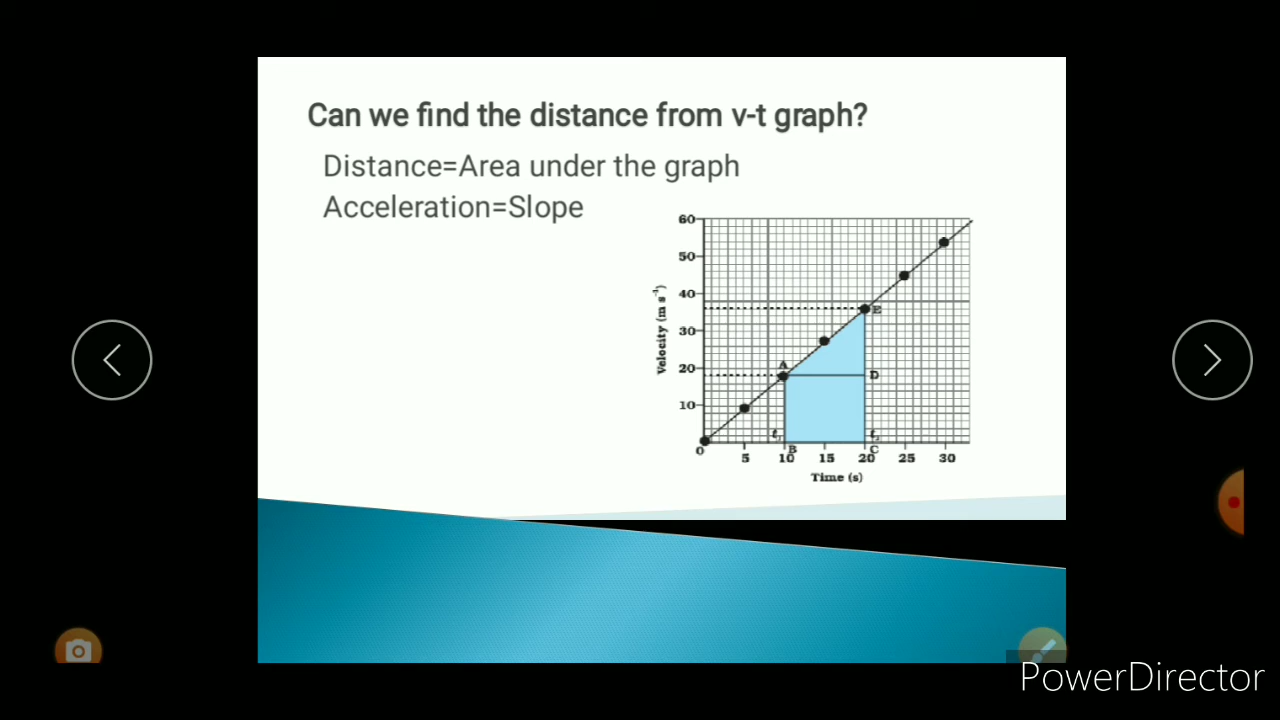 Can we find the distance from v-t graph?
Distance=Area under the graph
Acceleration=Slope
60
50
40
30
20
10
Velocity (m s⁻¹)
A
E
D
t₁
B
C
O
5
10
15
20
25
30
Time (s)
PowerDirector